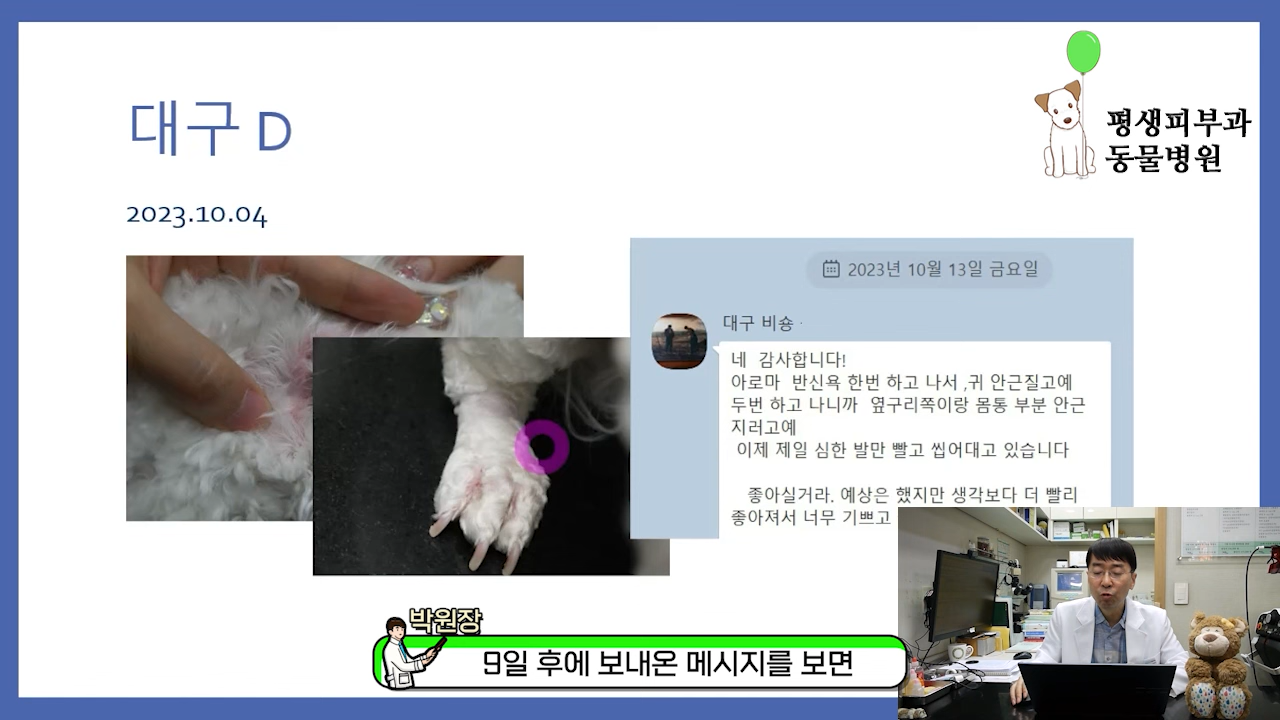 대구 D
평생피부과
동물병원
2023.10.04
2023년 10월 13일 금요일
대구 비숑 ·
네 감사합니다!
아로마 반신욕 한번 하고 나서 ,귀 안근질고예
두번 하고 나니까 옆구리쪽이랑 몸통 부분 안근
지러고예
이제 제일 심한 발만 빨고 씹어대고 있습니다
좋아실거라. 예상은 했지만 생각보다 더 빨리
좋아져서 너무 기쁘고
박원장
9일 후에 보내온 메시지를 보면